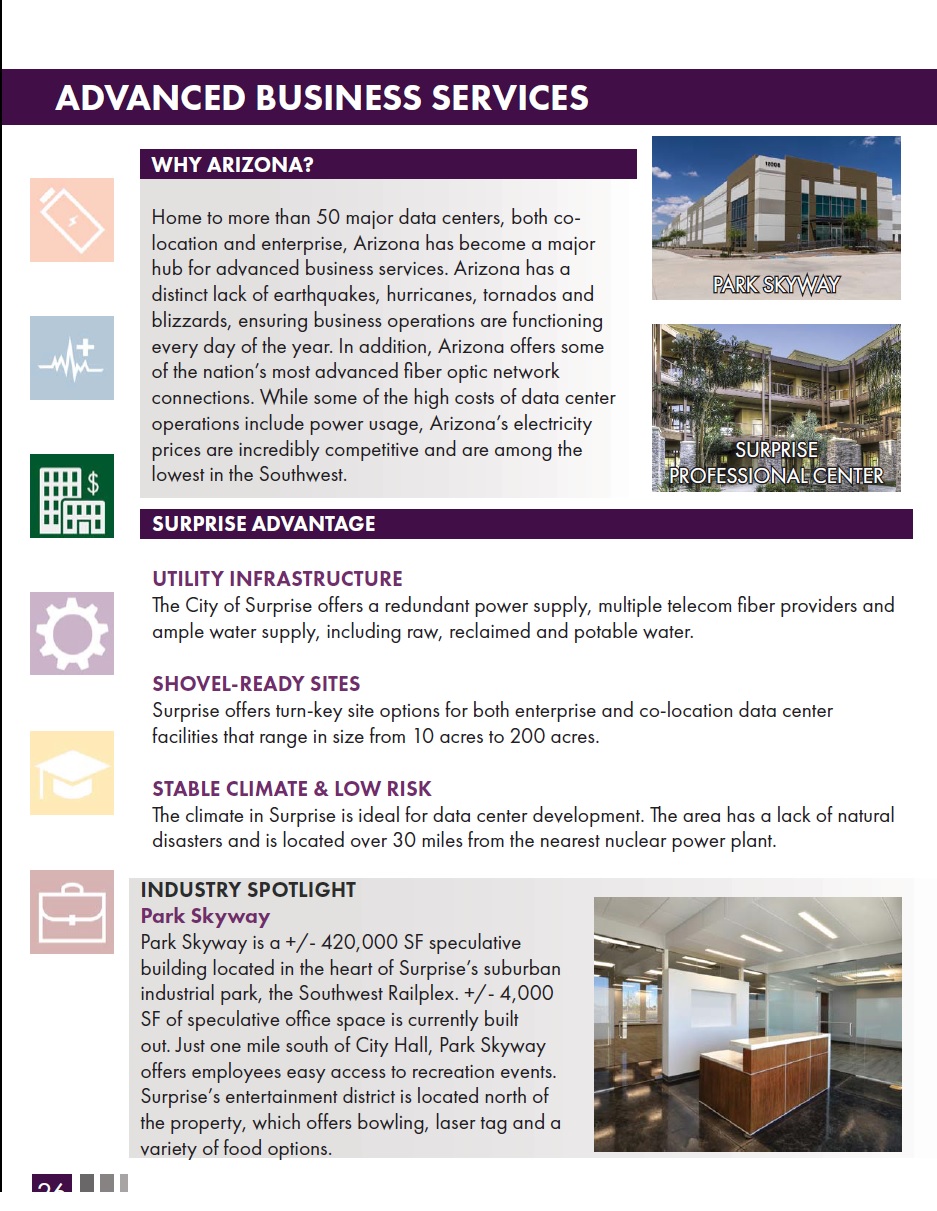 ADVANCED BUSINESS SERVICES
WHY ARIZONA?
Home to more than 50 major data centers, both co-
location and enterprise, Arizona has become a major
hub for advanced business services. Arizona has a
distinct lack of earthquakes, hurricanes, tornados and
blizzards, ensuring business operations are functioning
every day of the year. In addition, Arizona offers some
of the nation's most advanced fiber optic network
connections. While some of the high costs of data center
operations include power usage, Arizona's electricity
prices are incredibly competitive and are among the
lowest in the Southwest.
PARK SKYWAY
SURPRISE
PROFESSIONAL CENTER
$
SURPRISE ADVANTAGE
UTILITY INFRASTRUCTURE
The City of Surprise offers a redundant power supply, multiple telecom fiber providers and
ample water supply, including raw, reclaimed and potable water.
SHOVEL-READY SITES
Surprise offers turn-key site options for both enterprise and co-location data center
facilities that range in size from 10 acres to 200 acres.
STABLE CLIMATE & LOW RISK
The climate in Surprise is ideal for data center development. The area has a lack of natural
disasters and is located over 30 miles from the nearest nuclear power plant.
INDUSTRY SPOTLIGHT
Park Skyway
Park Skyway is a +/- 420,000 SF speculative
building located in the heart of Surprise's suburban
industrial park, the Southwest Railplex. +/- 4,000
SF of speculative office space is currently built
out. Just one mile south of City Hall, Park Skyway
offers employees easy access to recreation events.
Surprise's entertainment district is located north of
the property, which offers bowling, laser tag and a
variety of food options.
26